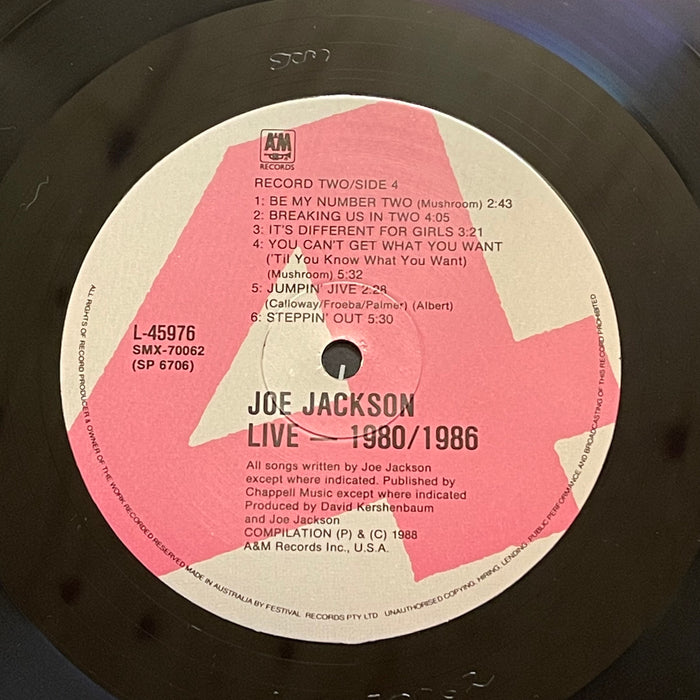 A&M
RECORDS
RECORD TWO/SIDE 4
1: BE MY NUMBER TWO (Mushroom) 2:43
2: BREAKING US IN TWO 4:05
3: IT'S DIFFERENT FOR GIRLS 3:21
4: YOU CAN'T GET WHAT YOU WANT
('Til You Know What You Want)
(Mushroom) 5:32
5: JUMPIN' JIVE 2:28
(Calloway/Froeba/Palmer) (Albert)
6: STEPPIN' OUT 5:30
L-45976
SMX-70062
(SP 6706)
JOE JACKSON
LIVE — 1980/1986
All songs written by Joe Jackson
except where indicated. Published by
Chappell Music except where indicated
Produced by David Kershenbaum
and Joe Jackson
COMPILATION (P) & (C) 1988
A&M Records Inc., U.S.A.
ALL RIGHTS OF RECORD PRODUCER & OWNER OF THE WORK RECORDED RESERVED MADE IN AUSTRALIA BY FESTIVAL RECORDS PTY LTD UNAUTHORISED COPYING, HIRING, LENDING, PUBLIC PERFORMANCE AND BROADCASTING OF THIS RECORD PROHIBITED